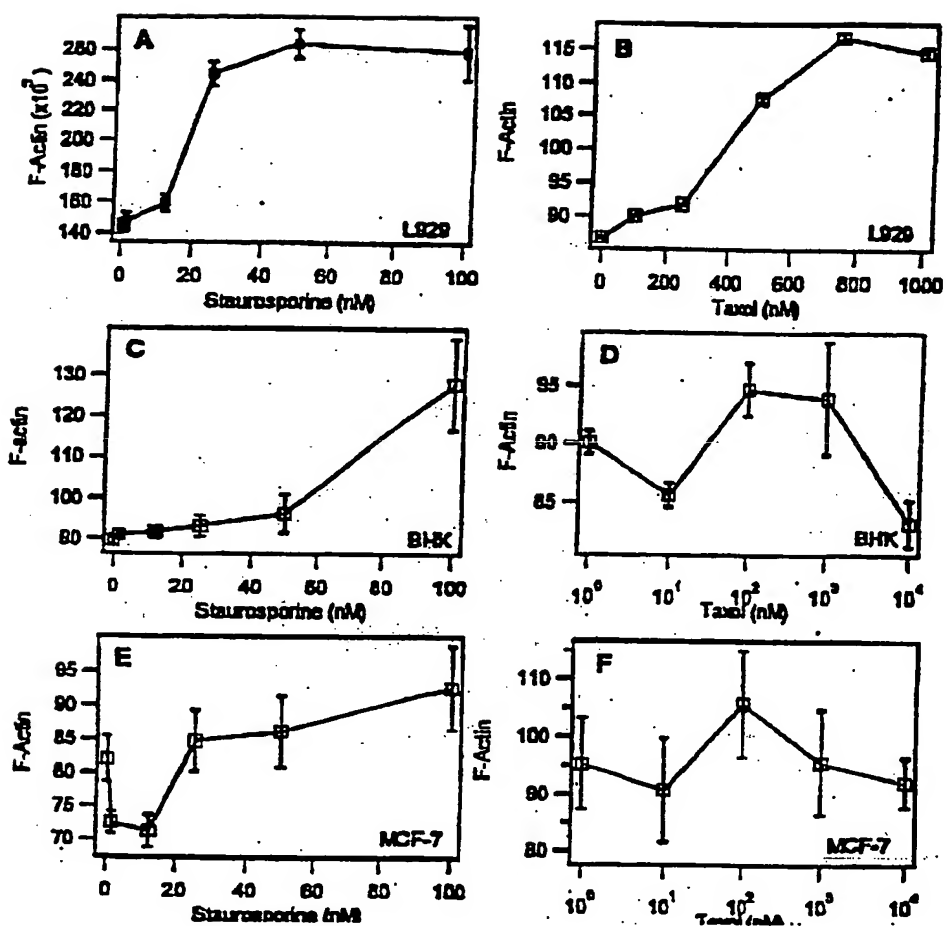 A
F-Actin (x10³)
260
240
220
200
180
160
140
L929
0 20 40 60 80 100
Staurosporine (nM)
B
F-Actin
115
110
105
100
95
90
L929
0 200 400 600 800 1000
Taxol (nM)
C
F-actin
130
120
110
100
90
BHK
0 20 40 60 80 100
Staurosporine (nM)
D
F-Actin
95
90
85
BHK
10⁰ 10¹ 10² 10³ 10⁴
Taxol (nM)
E
F-Actin
95
90
85
80
75
70
MCF-7
0 20 40 60 80 100
Staurosporine (nM)
F
F-Actin
110
100
90
80
MCF-7
10⁰ 10¹ 10² 10³ 10⁴
Taxol (nM)